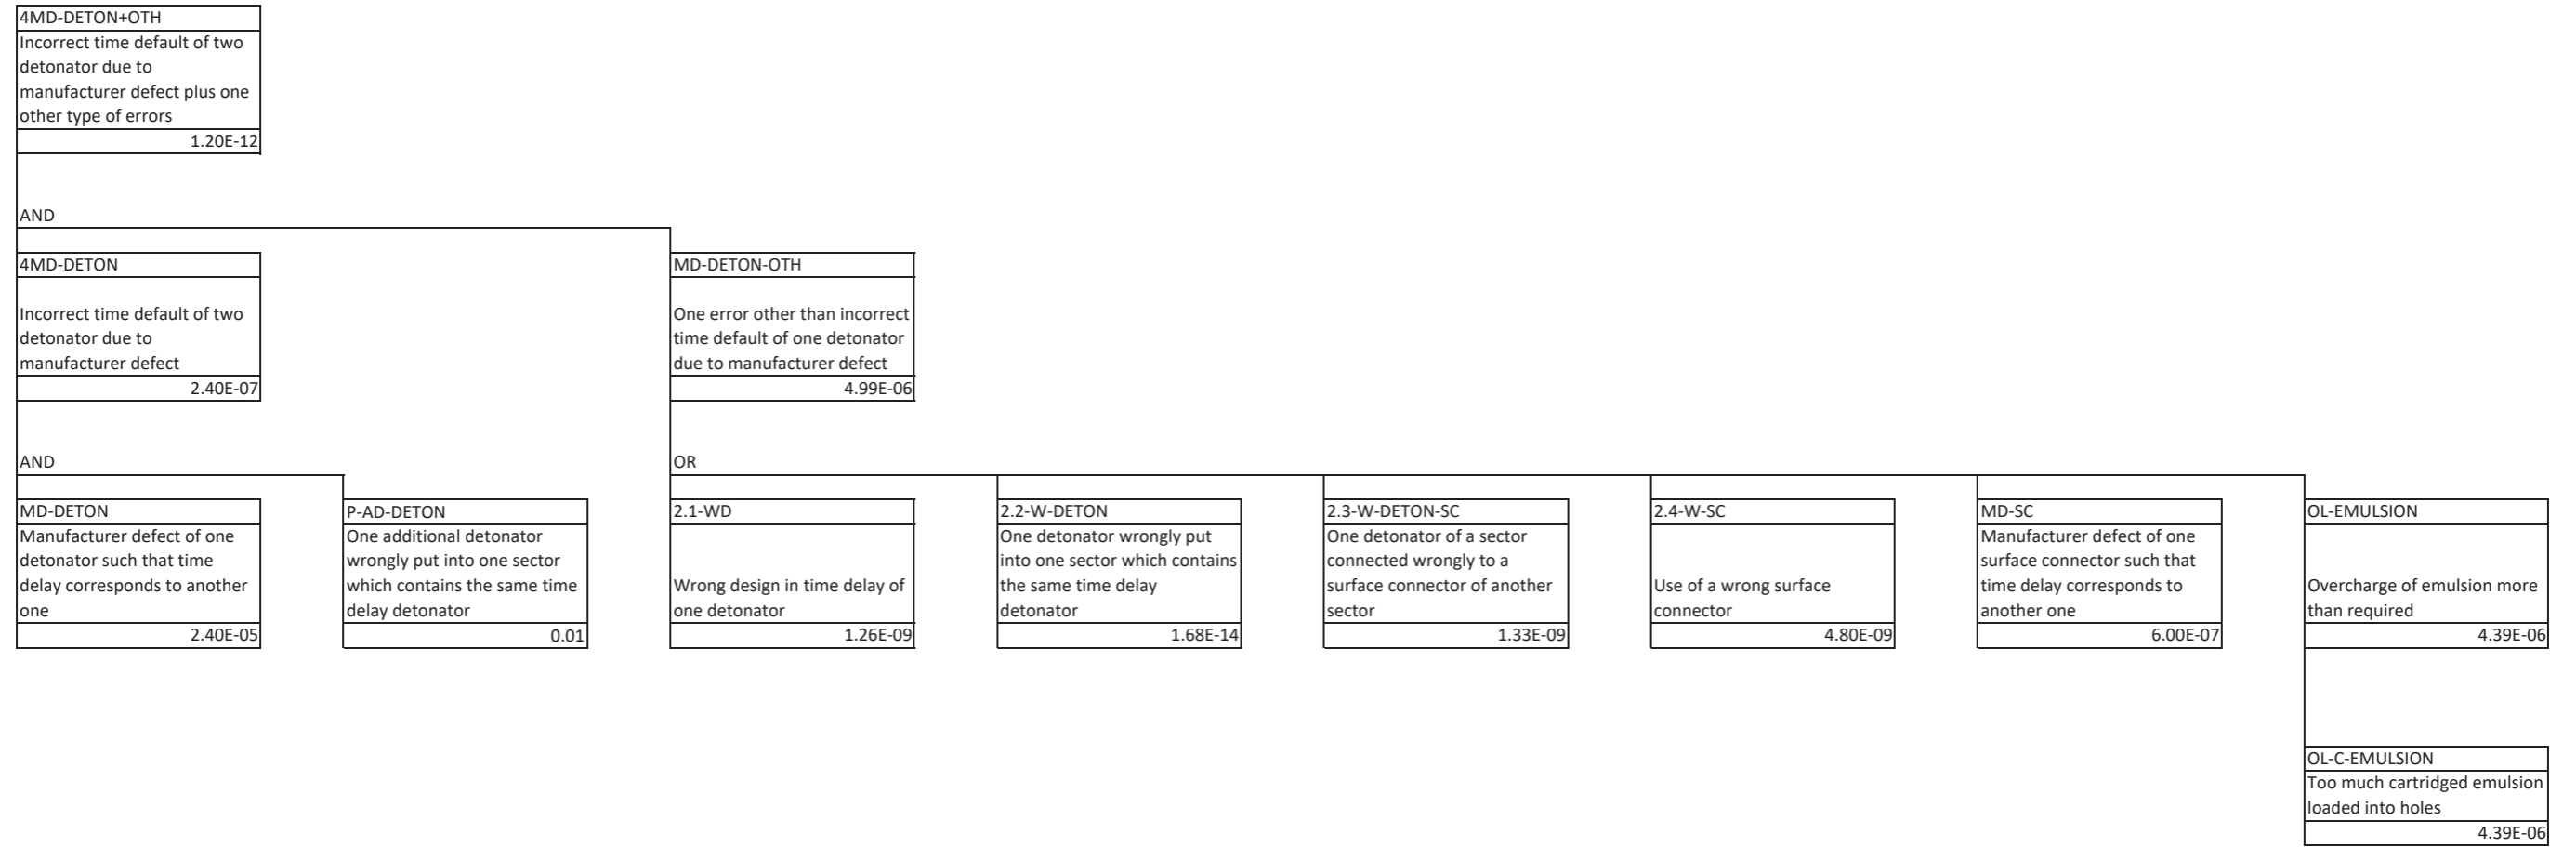 4MD-DETON+OTH
Incorrect time default of two
detonator due to
manufacturer defect plus one
other type of errors
1.20E-12
AND
4MD-DETON
Incorrect time default of two
detonator due to
manufacturer defect
2.40E-07
MD-DETON-OTH
One error other than incorrect
time default of one detonator
due to manufacturer defect
4.99E-06
AND
OR
MD-DETON
Manufacturer defect of one
detonator such that time
delay corresponds to another
one
2.40E-05
P-AD-DETON
One additional detonator
wrongly put into one sector
which contains the same time
delay detonator
0.01
2.1-WD
Wrong design in time delay of
one detonator
1.26E-09
2.2-W-DETON
One detonator wrongly put
into one sector which contains
the same time delay
detonator
1.68E-14
2.3-W-DETON-SC
One detonator of a sector
connected wrongly to a
surface connector of another
sector
1.33E-09
2.4-W-SC
Use of a wrong surface
connector
4.80E-09
MD-SC
Manufacturer defect of one
surface connector such that
time delay corresponds to
another one
6.00E-07
OL-EMULSION
Overcharge of emulsion more
than required
4.39E-06
OL-C-EMULSION
Too much cartridged emulsion
loaded into holes
4.39E-06